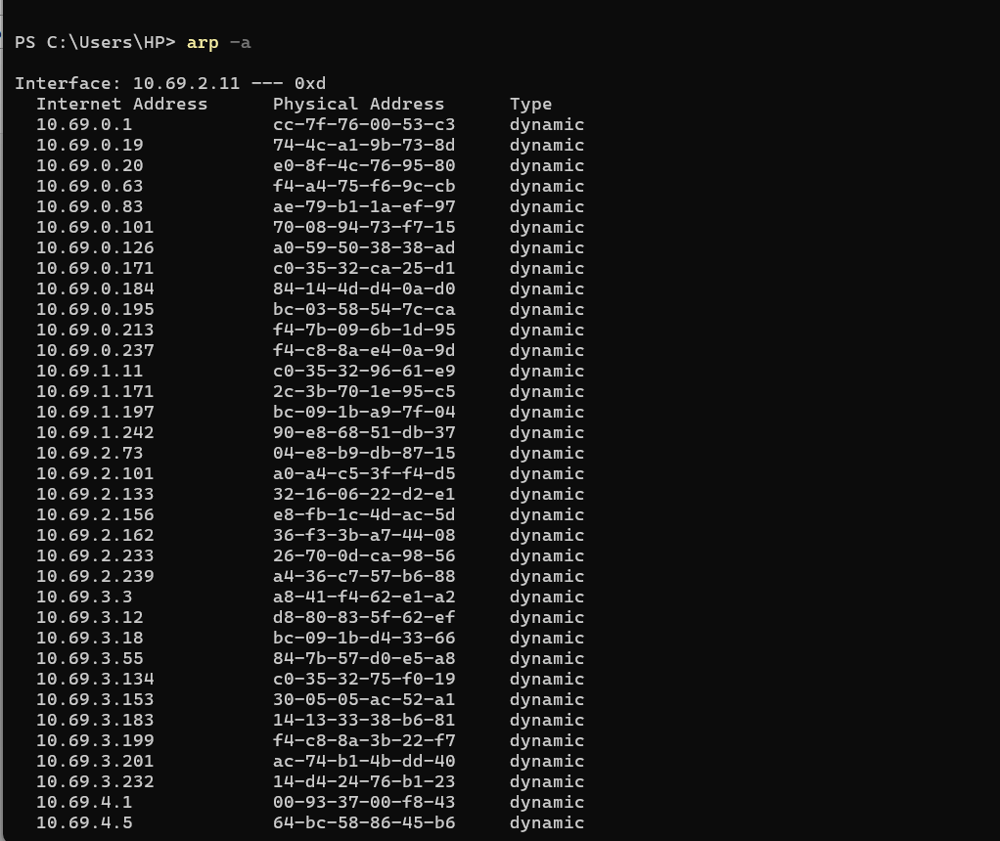 PS C:\Users\HP> arp -a
Interface: 10.69.2.11 --- 0xd
Internet Address Physical Address Type
10.69.0.1 cc-7f-76-00-53-c3 dynamic
10.69.0.19 74-4c-a1-9b-73-8d dynamic
10.69.0.20 e0-8f-4c-76-95-80 dynamic
10.69.0.63 f4-a4-75-f6-9c-cb dynamic
10.69.0.83 ae-79-b1-1a-ef-97 dynamic
10.69.0.101 70-08-94-73-f7-15 dynamic
10.69.0.126 a0-59-50-38-38-ad dynamic
10.69.0.171 c0-35-32-ca-25-d1 dynamic
10.69.0.184 84-14-4d-d4-0a-d0 dynamic
10.69.0.195 bc-03-58-54-7c-ca dynamic
10.69.0.213 f4-7b-09-6b-1d-95 dynamic
10.69.0.237 f4-c8-8a-e4-0a-9d dynamic
10.69.1.11 c0-35-32-96-61-e9 dynamic
10.69.1.171 2c-3b-70-1e-95-c5 dynamic
10.69.1.197 bc-09-1b-a9-7f-04 dynamic
10.69.1.242 90-e8-68-51-db-37 dynamic
10.69.2.73 04-e8-b9-db-87-15 dynamic
10.69.2.101 a0-a4-c5-3f-f4-d5 dynamic
10.69.2.133 32-16-06-22-d2-e1 dynamic
10.69.2.156 e8-fb-1c-4d-ac-5d dynamic
10.69.2.162 36-f3-3b-a7-44-08 dynamic
10.69.2.233 26-70-0d-ca-98-56 dynamic
10.69.2.239 a4-36-c7-57-b6-88 dynamic
10.69.3.3 a8-41-f4-62-e1-a2 dynamic
10.69.3.12 d8-80-83-5f-62-ef dynamic
10.69.3.18 bc-09-1b-d4-33-66 dynamic
10.69.3.55 84-7b-57-d0-e5-a8 dynamic
10.69.3.134 c0-35-32-75-f0-19 dynamic
10.69.3.153 30-05-05-ac-52-a1 dynamic
10.69.3.183 14-13-33-38-b6-81 dynamic
10.69.3.199 f4-c8-8a-3b-22-f7 dynamic
10.69.3.201 ac-74-b1-4b-dd-40 dynamic
10.69.3.232 14-d4-24-76-b1-23 dynamic
10.69.4.1 00-93-37-00-f8-43 dynamic
10.69.4.5 64-bc-58-86-45-b6 dynamic